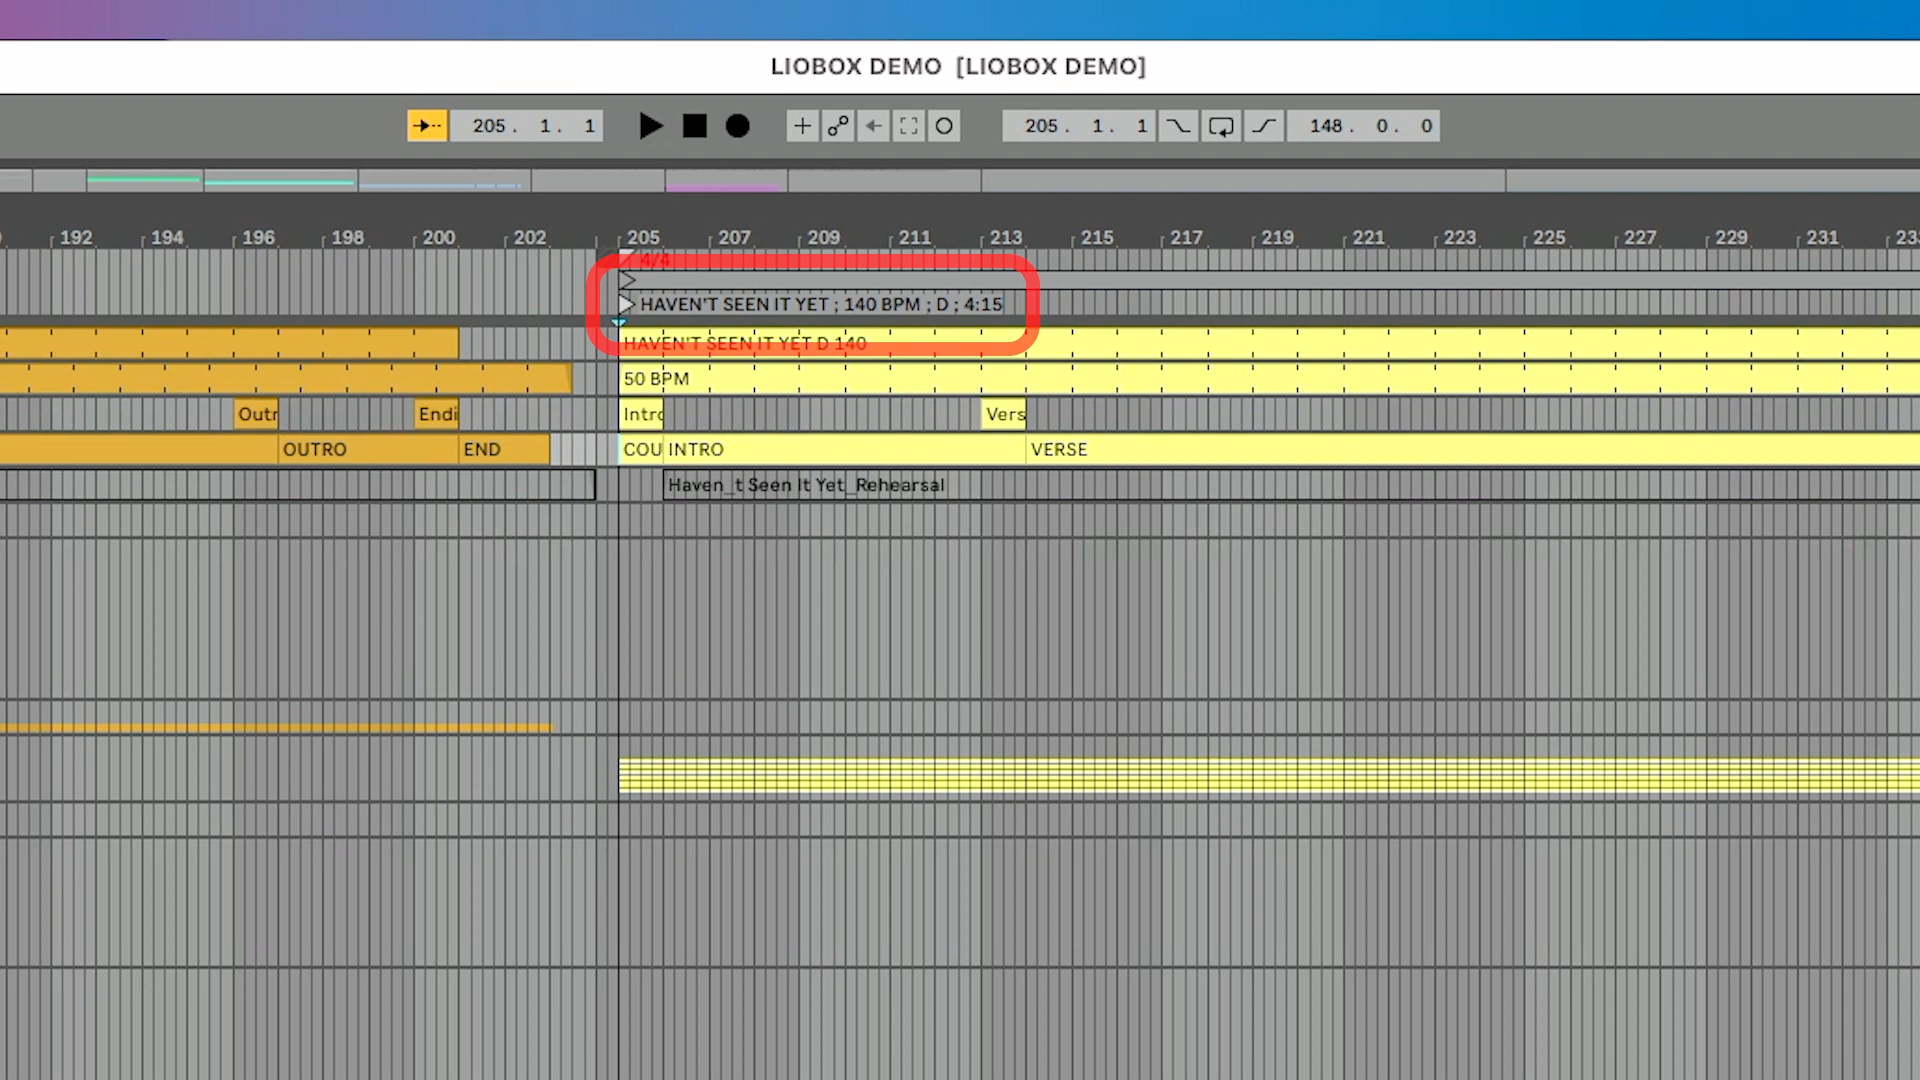 LIOBOX DEMO [LIOBOX DEMO]
205. 1. 1 205. 1. 1 148. 0. 0
192 194 196 198 200 202 205 207 209 211 213 215 217 219 221 223 225 227 229 231 23
4/4
HAVEN'T SEEN IT YET ; 140 BPM ; D ; 4:15
HAVEN'T SEEN IT YET D 140
50 BPM
Outr Endi Intro Vers
OUTRO END COU INTRO VERSE
Haven_t Seen It Yet_Rehearsal